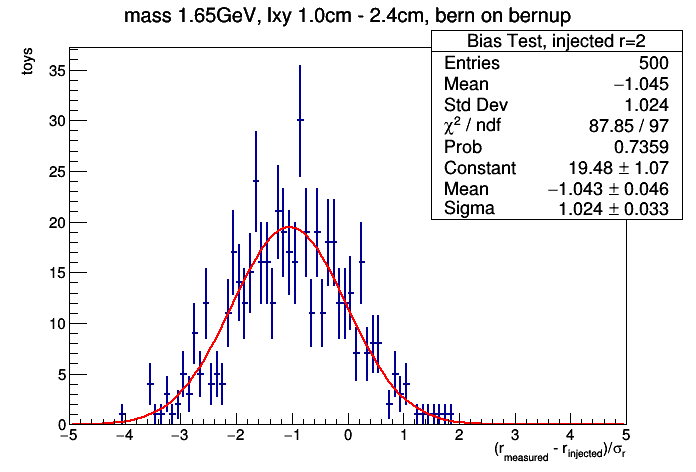 mass 1.65GeV, lxy 1.0cm - 2.4cm, bern on bernup
Bias Test, injected r=2
Entries 500
Mean −1.045
Std Dev 1.024
χ² / ndf 87.85 / 97
Prob 0.7359
Constant 19.48 ± 1.07
Mean −1.043 ± 0.046
Sigma 1.024 ± 0.033
toys
35
30
25
20
15
10
5
0
−5 −4 −3 −2 −1 0 1 2 3 4 5
(r_measured - r_injected)/σ_r